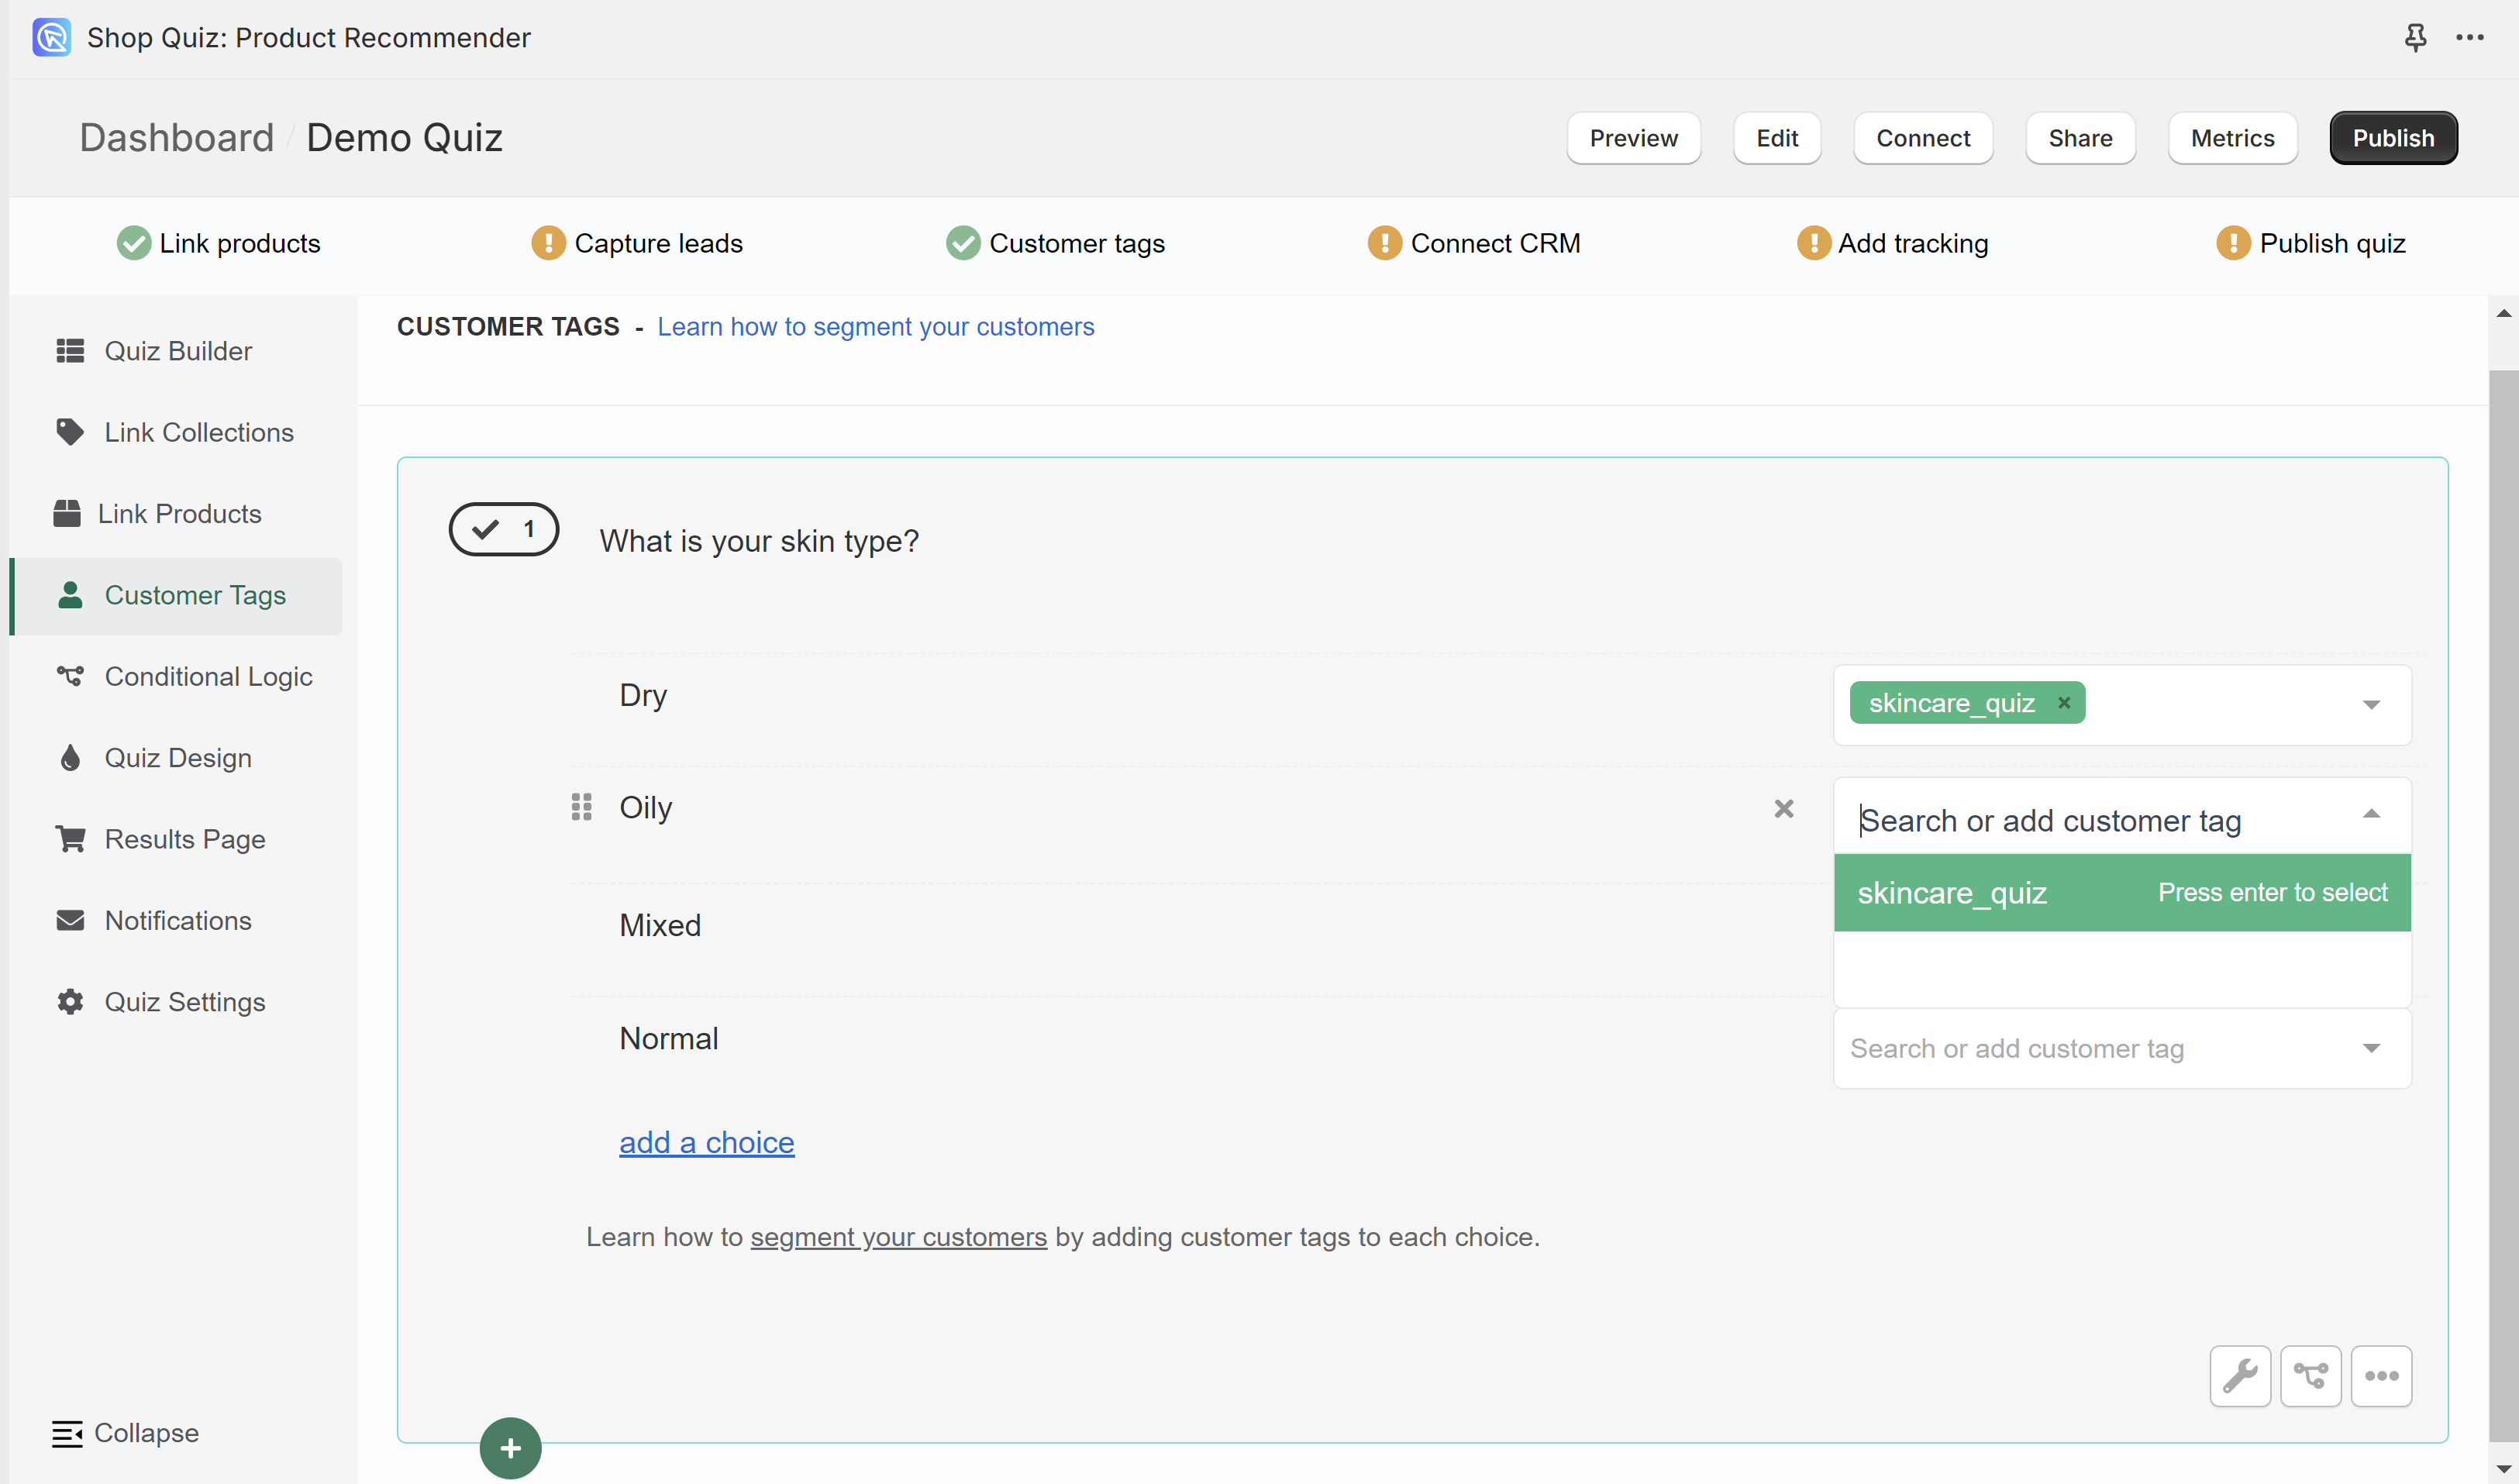 Shop Quiz: Product Recommender
Dashboard / Demo Quiz
Preview
Edit
Connect
Share
Metrics
Publish
Link products
Capture leads
Customer tags
Connect CRM
Add tracking
Publish quiz
Quiz Builder
Link Collections
Link Products
Customer Tags
Conditional Logic
Quiz Design
Results Page
Notifications
Quiz Settings
Collapse
CUSTOMER TAGS - Learn how to segment your customers
1
What is your skin type?
Dry
skincare_quiz ×
Oily
Search or add customer tag
skincare_quiz Press enter to select
Mixed
Normal
Search or add customer tag
add a choice
Learn how to segment your customers by adding customer tags to each choice.